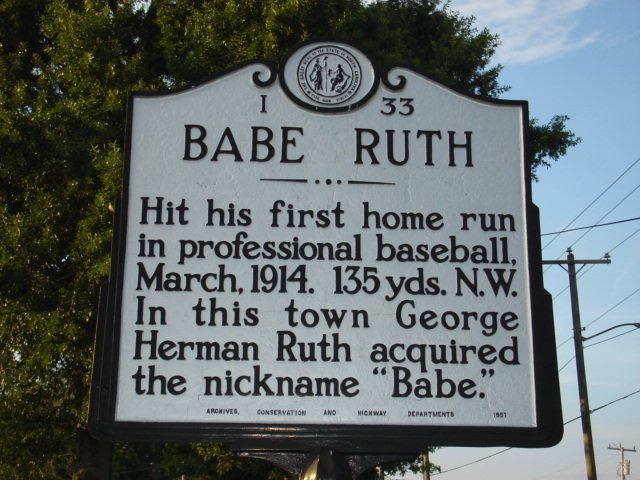 I 33
BABE RUTH
Hit his first home run
in professional baseball,
March, 1914. 135 yds. N.W.
In this town George
Herman Ruth acquired
the nickname "Babe."
ARCHIVES, CONSERVATION AND HIGHWAY DEPARTMENTS 1951